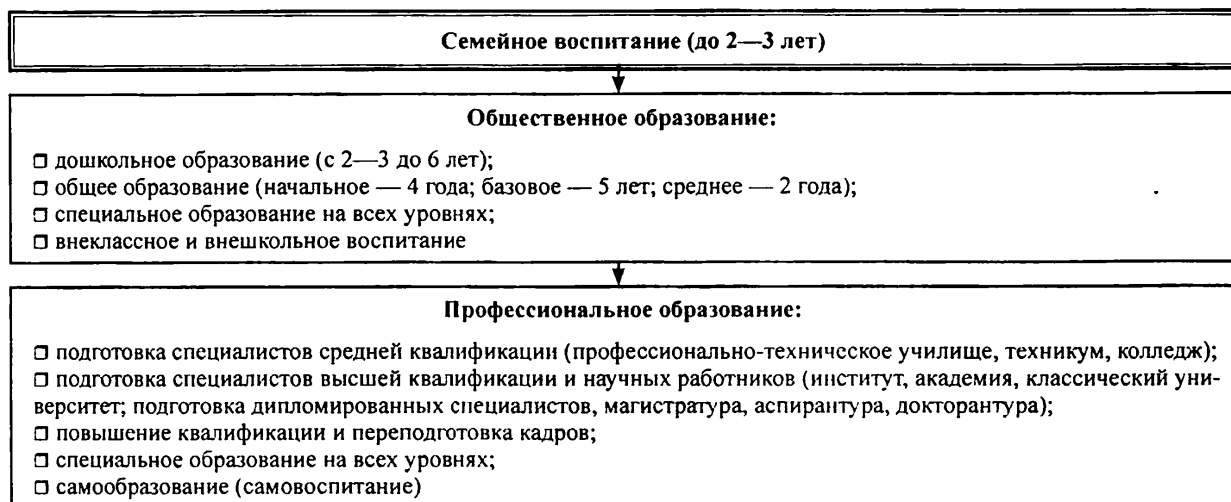 Семейное воспитание (до 2—3 лет)
Общественное образование:
❒ дошкольное образование (с 2—3 до 6 лет);
❒ общее образование (начальное — 4 года; базовое — 5 лет; среднее — 2 года);
❒ специальное образование на всех уровнях;
❒ внеклассное и внешкольное воспитание
Профессиональное образование:
❒ подготовка специалистов средней квалификации (профессионально-техническое училище, техникум, колледж);
❒ подготовка специалистов высшей квалификации и научных работников (институт, академия, классический уни-
верситет; подготовка дипломированных специалистов, магистратура, аспирантура, докторантура);
❒ повышение квалификации и переподготовка кадров;
❒ специальное образование на всех уровнях;
❒ самообразование (самовоспитание)